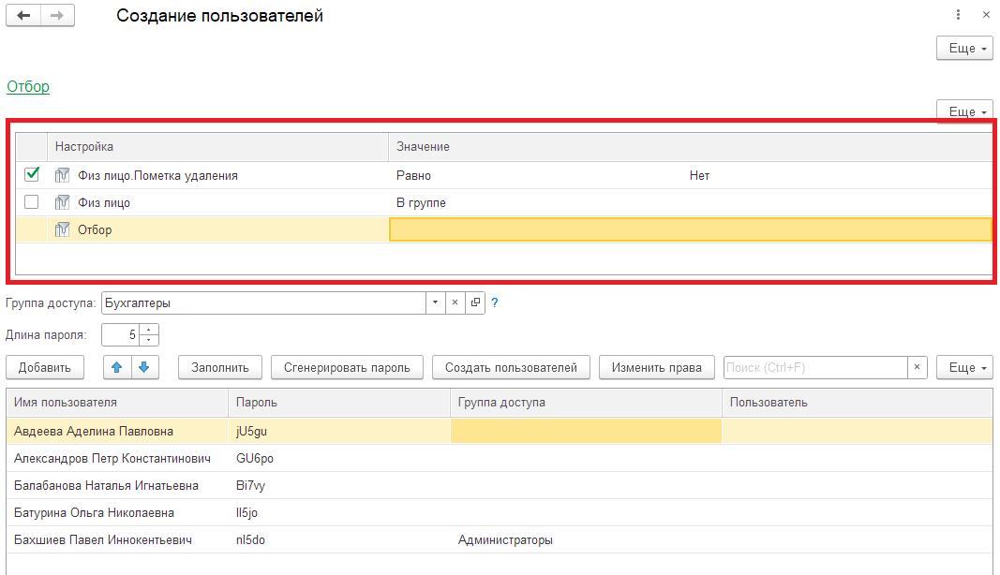 Создание пользователей
Еще
Отбор
Еще
Настройка Значение
Физ лицо.Пометка удаления Равно Нет
Физ лицо В группе
Отбор
Группа доступа: Бухгалтеры ?
Длина пароля: 5
Добавить Заполнить Сгенерировать пароль Создать пользователей Изменить права Поиск (Ctrl+F) × Еще
Имя пользователя Пароль Группа доступа Пользователь
Авдеева Аделина Павловна jU5gu
Александров Петр Константинович GU6po
Балабанова Наталья Игнатьевна Bi7vy
Батурина Ольга Николаевна
Бахшиев Павел Иннокентьевич Администраторы